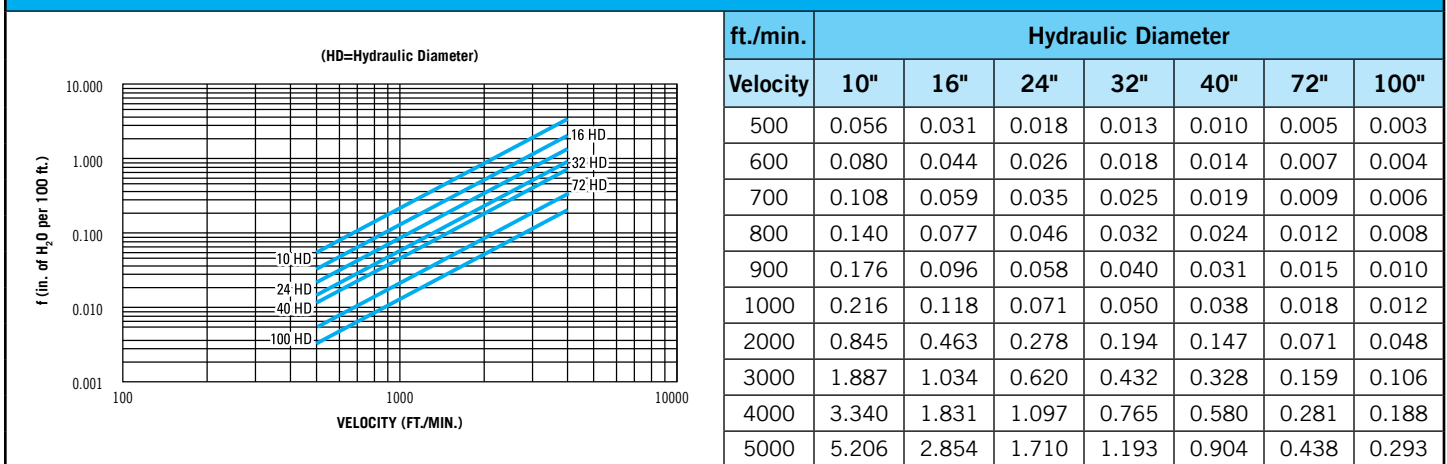 (HD=Hydraulic Diameter)
f (in. of H₂0 per 100 ft.)
10.000
1.000
0.100
0.010
0.001
16 HD
32 HD
72 HD
10 HD
24 HD
40 HD
100 HD
100 1000 10000
VELOCITY (FT./MIN.)
ft./min. Hydraulic Diameter
Velocity 10" 16" 24" 32" 40" 72" 100"
500 0.056 0.031 0.018 0.013 0.010 0.005 0.003
600 0.080 0.044 0.026 0.018 0.014 0.007 0.004
700 0.108 0.059 0.035 0.025 0.019 0.009 0.006
800 0.140 0.077 0.046 0.032 0.024 0.012 0.008
900 0.176 0.096 0.058 0.040 0.031 0.015 0.010
1000 0.216 0.118 0.071 0.050 0.038 0.018 0.012
2000 0.845 0.463 0.278 0.194 0.147 0.071 0.048
3000 1.887 1.034 0.620 0.432 0.328 0.159 0.106
4000 3.340 1.831 1.097 0.765 0.580 0.281 0.188
5000 5.206 2.854 1.710 1.193 0.904 0.438 0.293